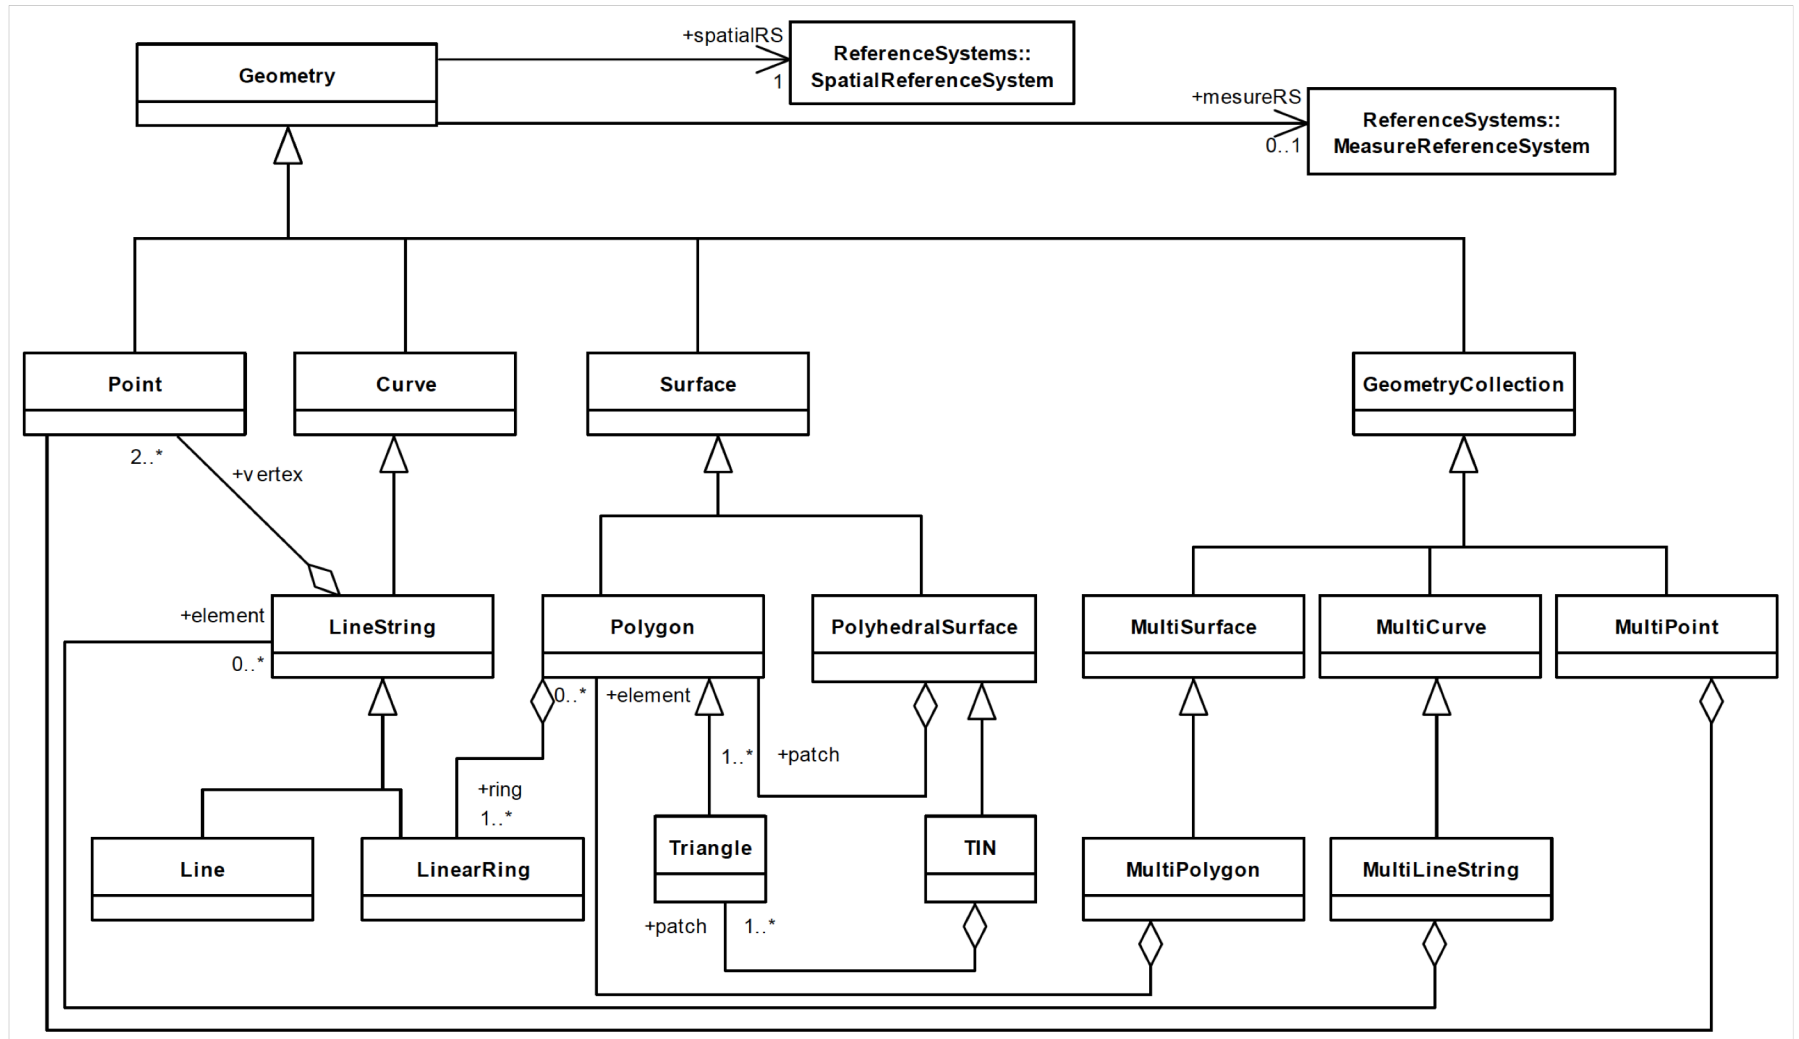 +spatialRS
1
ReferenceSystems::
SpatialReferenceSystem
Geometry
+mesureRS
0..1
ReferenceSystems::
MeasureReferenceSystem
Point
Curve
Surface
GeometryCollection
2..*
+vertex
+element
0..*
LineString
Polygon
PolyhedralSurface
MultiSurface
MultiCurve
MultiPoint
0..*
+element
1..*
+patch
+ring
1..*
Line
LinearRing
Triangle
TIN
MultiPolygon
MultiLineString
+patch
1..*